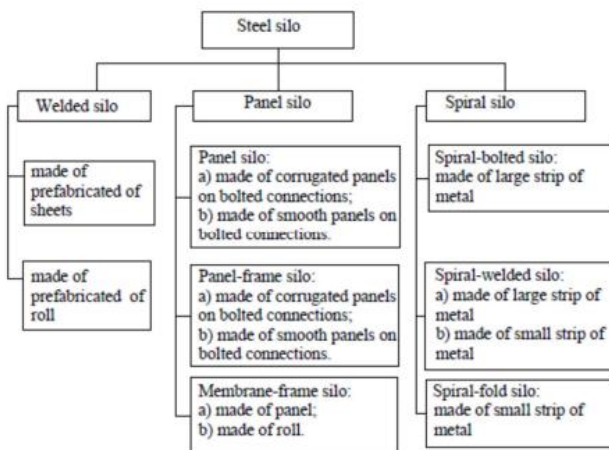 Steel silo
Welded silo
Panel silo
Spiral silo
made of
prefabricated of
sheets
made of
prefabricated of
roll
Panel silo:
a) made of corrugated panels
on bolted connections;
b) made of smooth panels on
bolted connections.
Panel-frame silo:
a) made of corrugated panels
on bolted connections;
b) made of smooth panels on
bolted connections.
Membrane-frame silo:
a) made of panel;
b) made of roll.
Spiral-bolted silo:
made of large strip of
metal
Spiral-welded silo:
a) made of large strip of
metal
b) made of small strip of
metal
Spiral-fold silo:
made of small strip of
metal